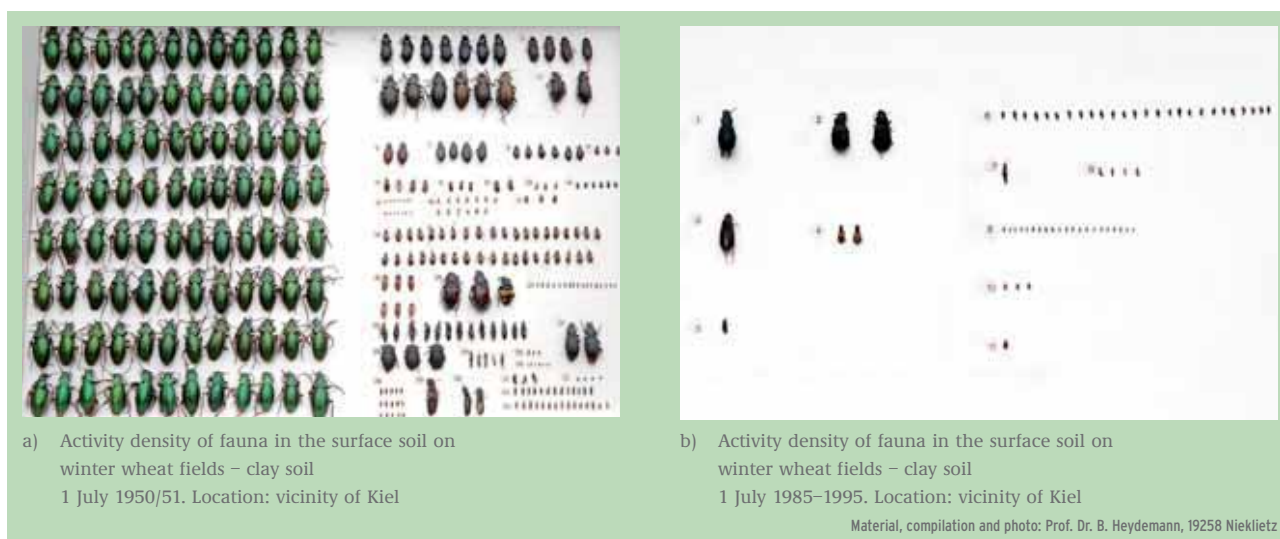 a) Activity density of fauna in the surface soil on
winter wheat fields – clay soil
1 July 1950/51. Location: vicinity of Kiel
b) Activity density of fauna in the surface soil on
winter wheat fields – clay soil
1 July 1985–1995. Location: vicinity of Kiel
Material, compilation and photo: Prof. Dr. B. Heydemann, 19258 Nieklietz